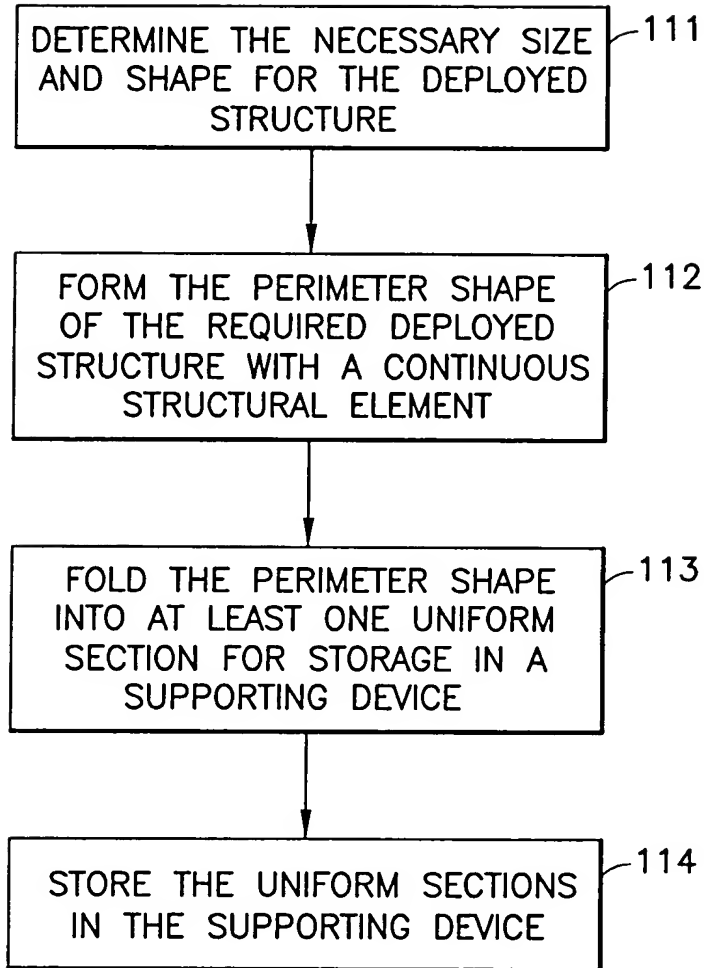 DETERMINE THE NECESSARY SIZE
AND SHAPE FOR THE DEPLOYED
STRUCTURE
111
FORM THE PERIMETER SHAPE
OF THE REQUIRED DEPLOYED
STRUCTURE WITH A CONTINUOUS
STRUCTURAL ELEMENT
112
FOLD THE PERIMETER SHAPE
INTO AT LEAST ONE UNIFORM
SECTION FOR STORAGE IN A
SUPPORTING DEVICE
113
STORE THE UNIFORM SECTIONS
IN THE SUPPORTING DEVICE
114